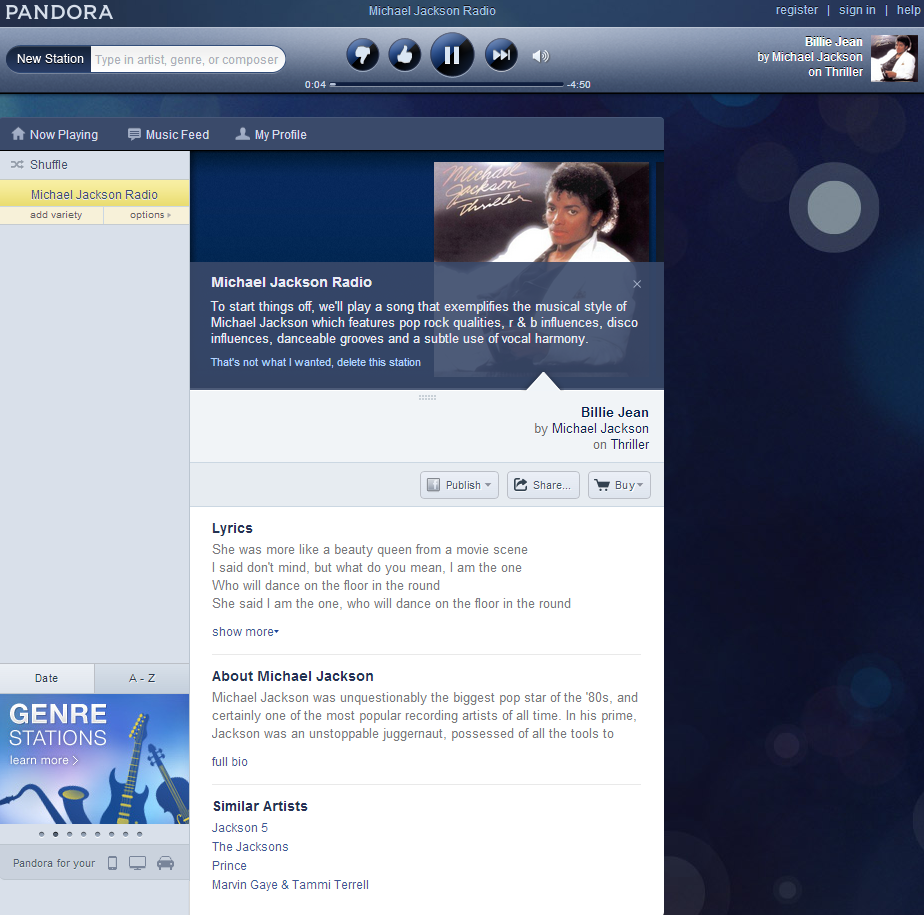 PANDORA
Michael Jackson Radio
register | sign in | help
New Station
Type in artist, genre, or composer
0:04
-4:50
Billie Jean
by Michael Jackson
on Thriller
Now Playing
Music Feed
My Profile
Shuffle
Michael Jackson Radio
add variety
options
Michael Jackson Thriller
Michael Jackson Radio
To start things off, we'll play a song that exemplifies the musical style of
Michael Jackson which features pop rock qualities, r & b influences, disco
influences, danceable grooves and a subtle use of vocal harmony.
That's not what I wanted, delete this station
Billie Jean
by Michael Jackson
on Thriller
Publish
Share...
Buy
Lyrics
She was more like a beauty queen from a movie scene
I said don't mind, but what do you mean, I am the one
Who will dance on the floor in the round
She said I am the one, who will dance on the floor in the round
show more
About Michael Jackson
Michael Jackson was unquestionably the biggest pop star of the '80s, and
certainly one of the most popular recording artists of all time. In his prime,
Jackson was an unstoppable juggernaut, possessed of all the tools to
full bio
Similar Artists
Jackson 5
The Jacksons
Prince
Marvin Gaye & Tammi Terrell
Date
A - Z
GENRE
STATIONS
learn more >
Pandora for your